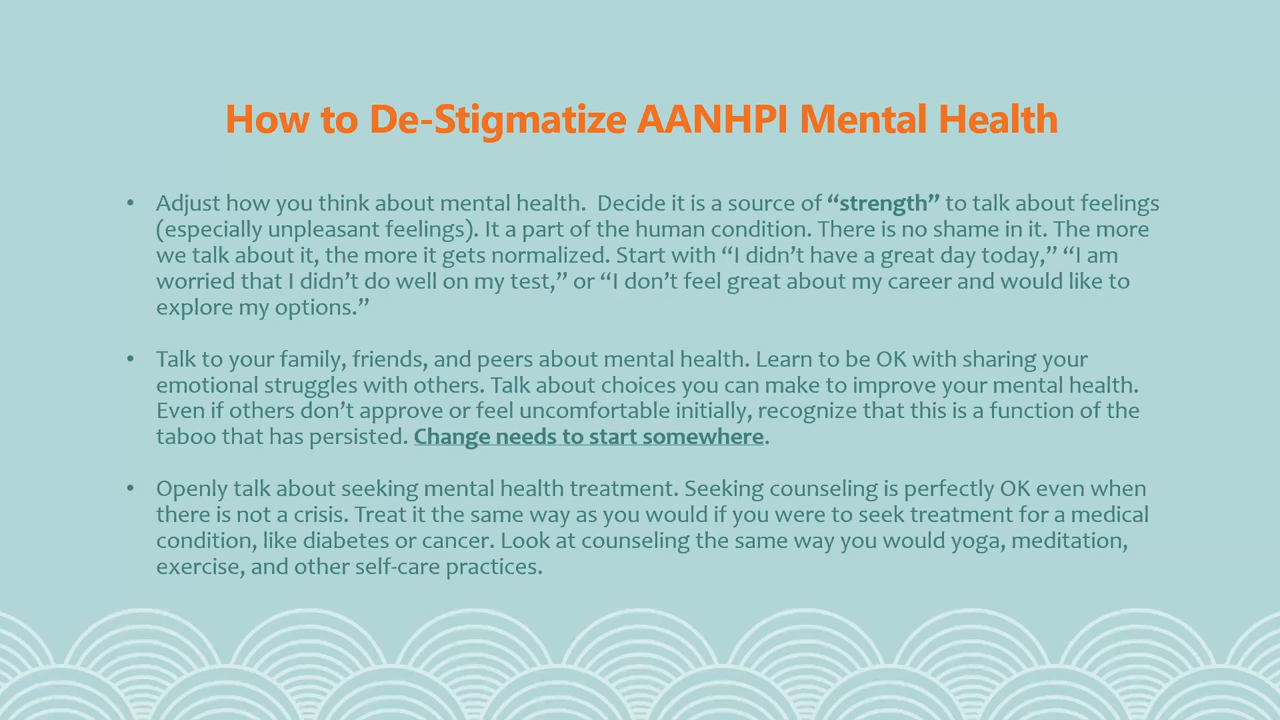 How to De-Stigmatize AANHPI Mental Health
• Adjust how you think about mental health.  Decide it is a source of “strength” to talk about feelings
(especially unpleasant feelings). It a part of the human condition. There is no shame in it. The more
we talk about it, the more it gets normalized. Start with “I didn’t have a great day today,” “I am
worried that I didn’t do well on my test,” or “I don’t feel great about my career and would like to
explore my options.”
• Talk to your family, friends, and peers about mental health. Learn to be OK with sharing your
emotional struggles with others. Talk about choices you can make to improve your mental health.
Even if others don’t approve or feel uncomfortable initially, recognize that this is a function of the
taboo that has persisted. Change needs to start somewhere.
• Openly talk about seeking mental health treatment. Seeking counseling is perfectly OK even when
there is not a crisis. Treat it the same way as you would if you were to seek treatment for a medical
condition, like diabetes or cancer. Look at counseling the same way you would yoga, meditation,
exercise, and other self-care practices.